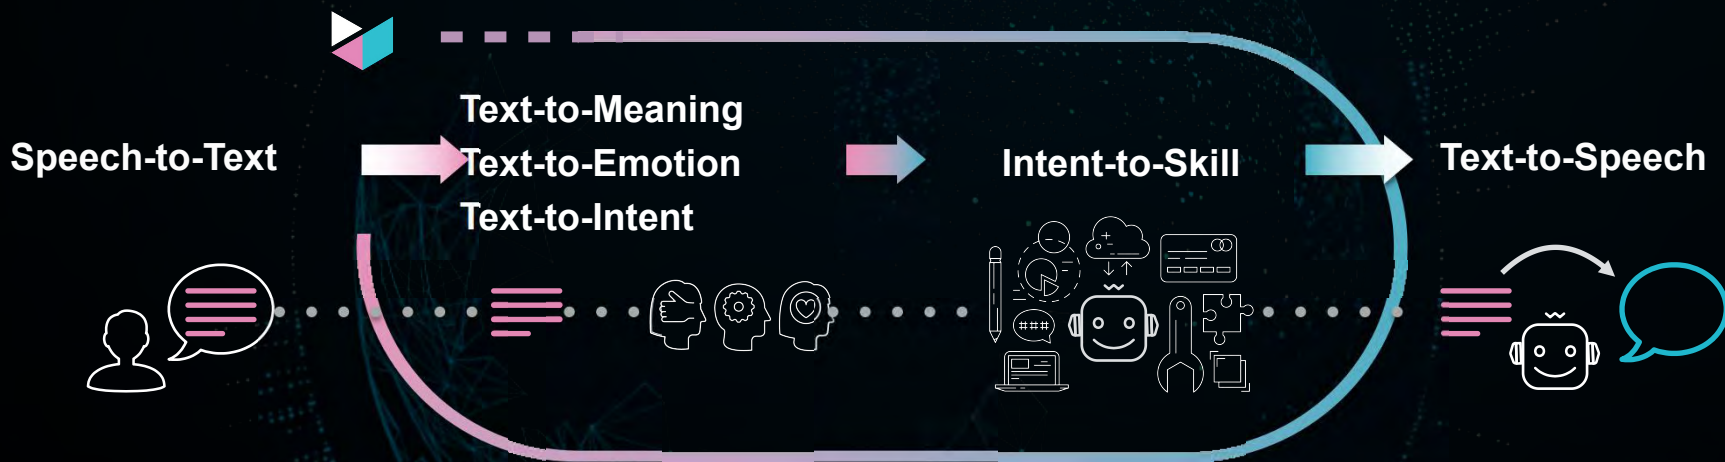 Speech-to-Text
Text-to-Meaning
Text-to-Emotion
Text-to-Intent
Intent-to-Skill
Text-to-Speech
###